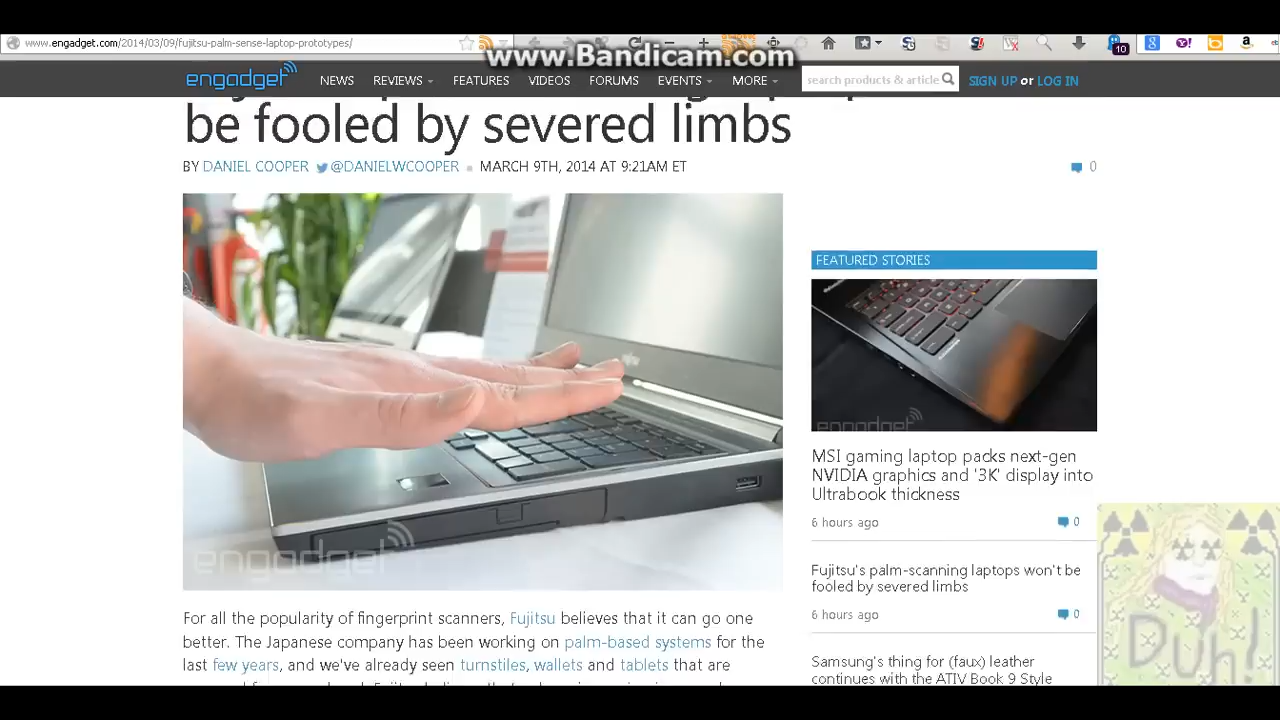 www.engadget.com/2014/03/09/fujitsu-palm-sense-laptop-prototypes/
www.Bandicam.com
10
engadget
NEWS REVIEWS FEATURES VIDEOS FORUMS EVENTS MORE
search products & article
SIGN UP or LOG IN
be fooled by severed limbs
BY DANIEL COOPER @DANIELWCOOPER MARCH 9TH, 2014 AT 9:21AM ET
0
engadget
For all the popularity of fingerprint scanners, Fujitsu believes that it can go one
better. The Japanese company has been working on palm-based systems for the
last few years, and we've already seen turnstiles, wallets and tablets that are
FEATURED STORIES
engadget
MSI gaming laptop packs next-gen
NVIDIA graphics and '3K' display into
Ultrabook thickness
6 hours ago 0
Fujitsu's palm-scanning laptops won't be
fooled by severed limbs
6 hours ago 0
Samsung's thing for (faux) leather
continues with the ATIV Book 9 Style
Duh!